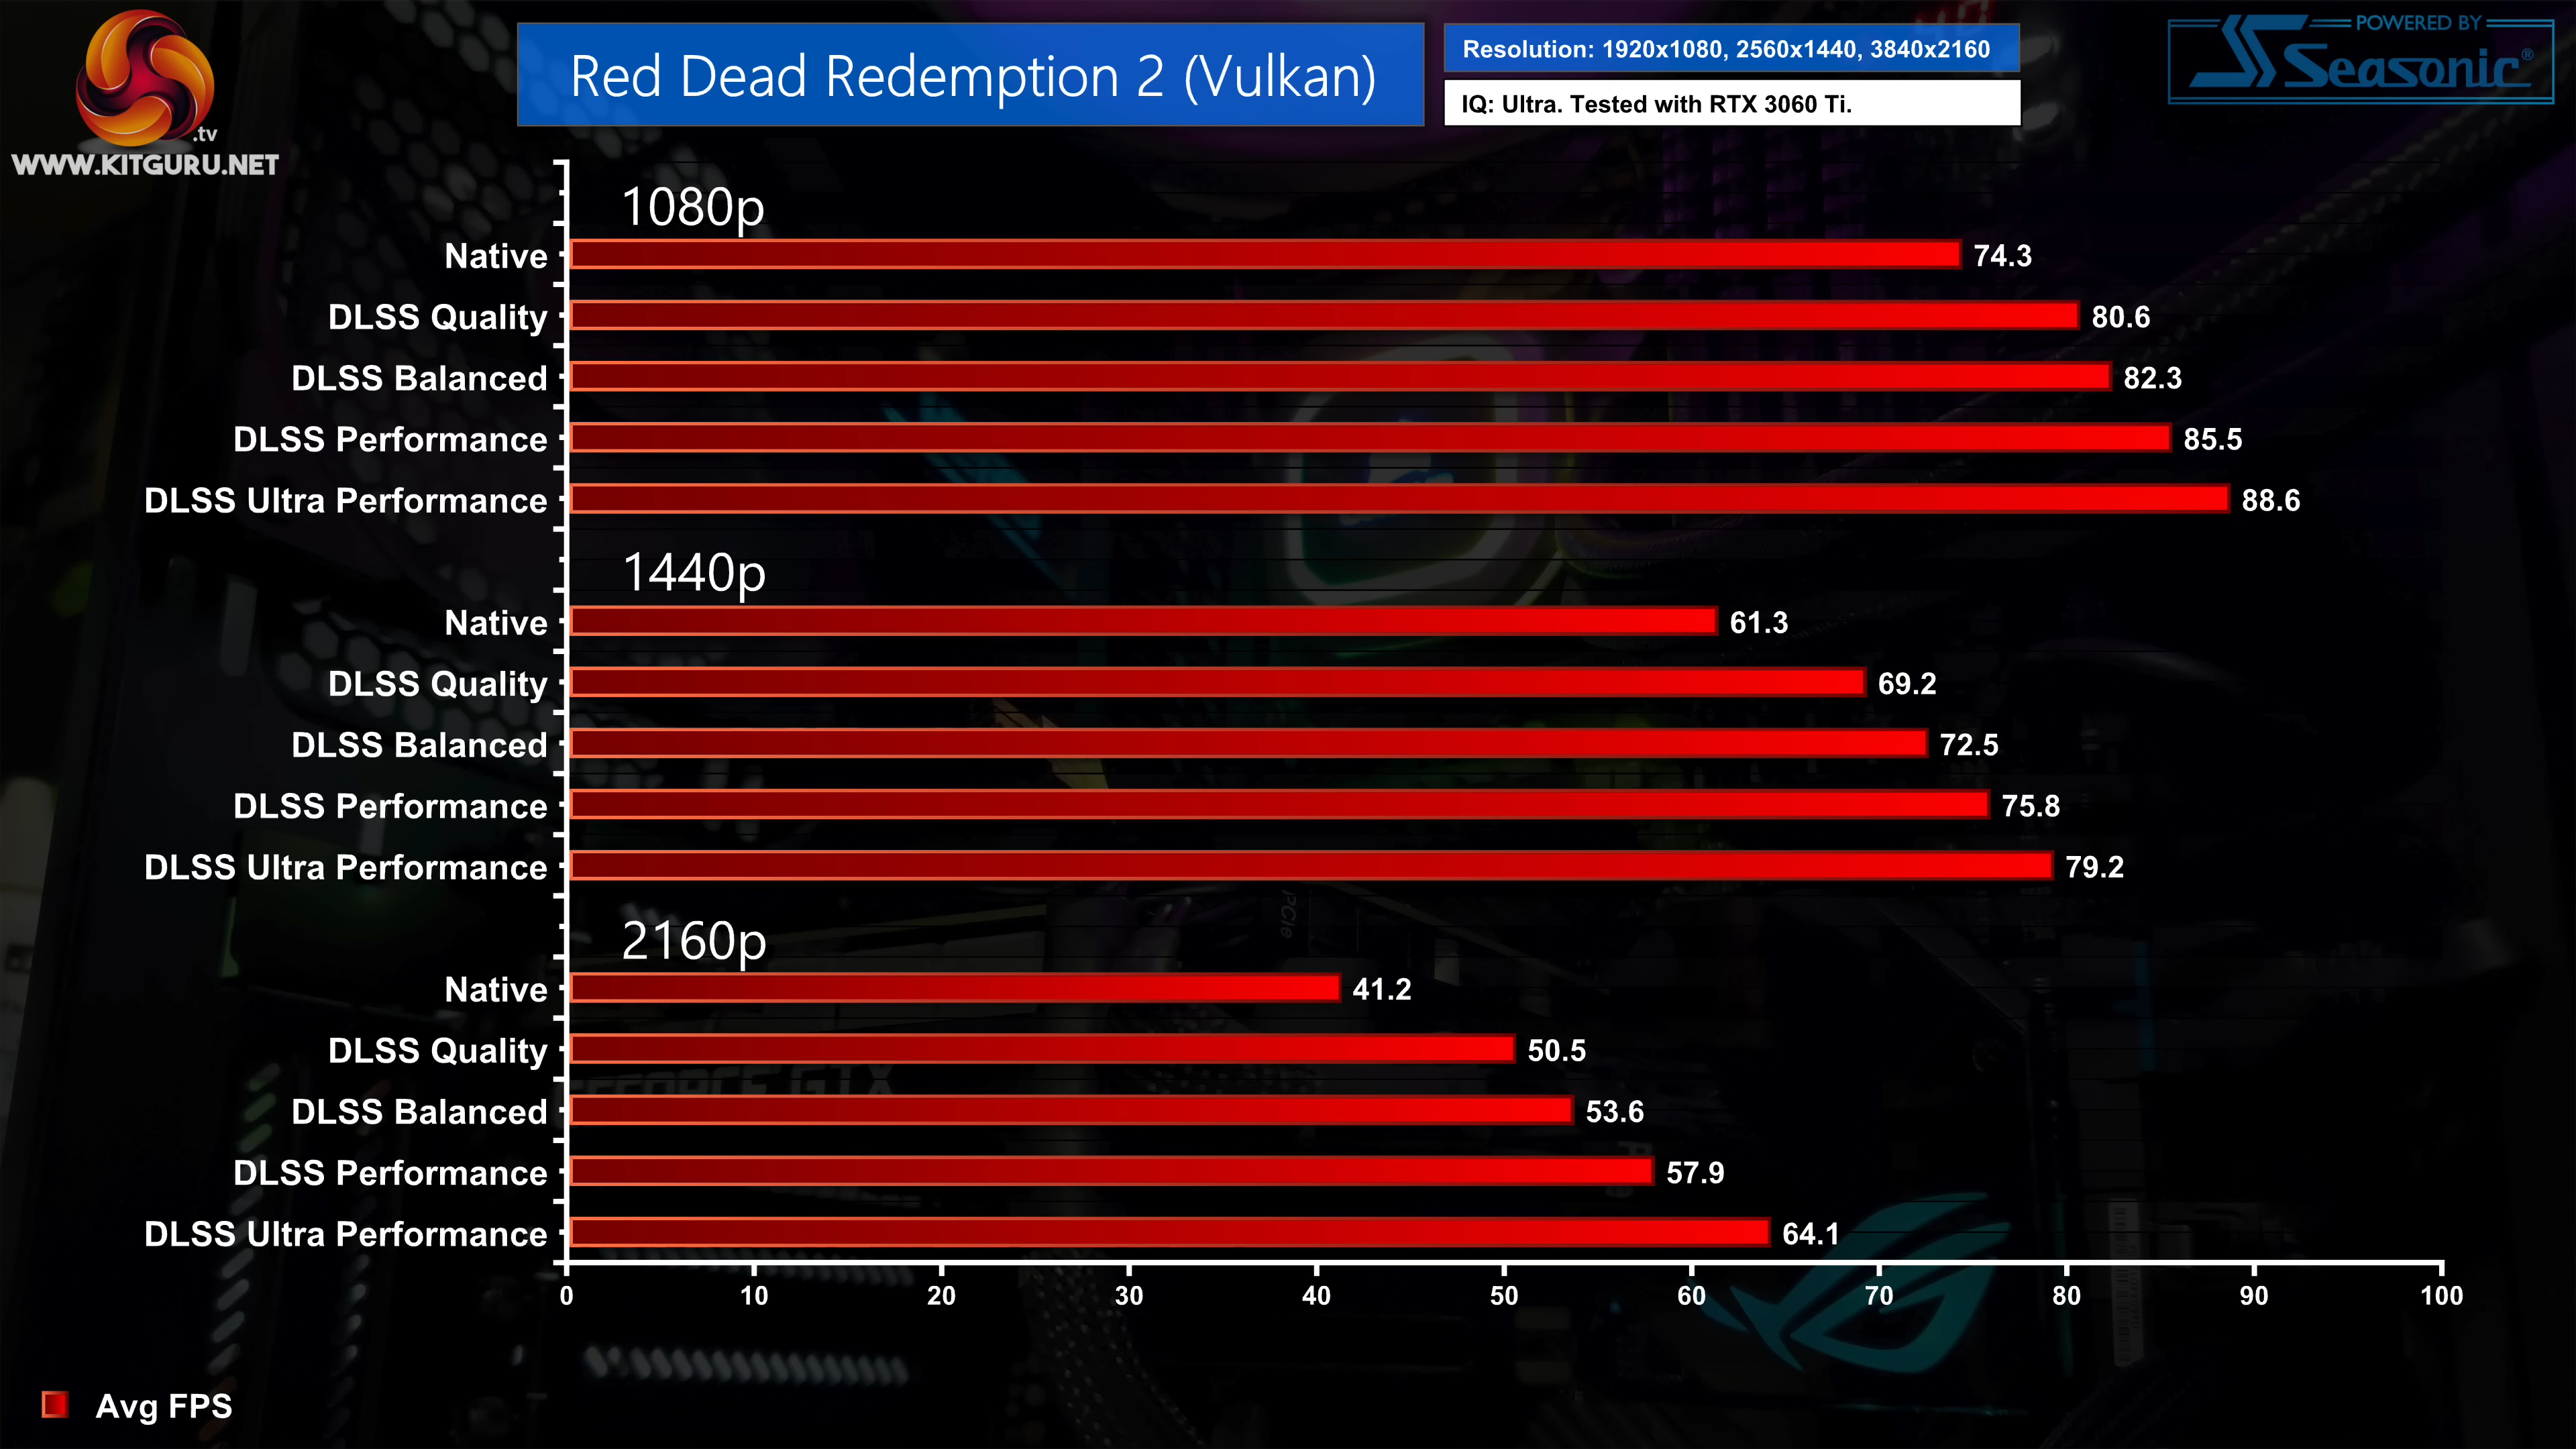 .tv
WWW.KITGURU.NET
Red Dead Redemption 2 (Vulkan)
Resolution: 1920x1080, 2560x1440, 3840x2160
IQ: Ultra. Tested with RTX 3060 Ti.
POWERED BY
Seasonic®
1080p
Native 74.3
DLSS Quality 80.6
DLSS Balanced 82.3
DLSS Performance 85.5
DLSS Ultra Performance 88.6
1440p
Native 61.3
DLSS Quality 69.2
DLSS Balanced 72.5
DLSS Performance 75.8
DLSS Ultra Performance 79.2
2160p
Native 41.2
DLSS Quality 50.5
DLSS Balanced 53.6
DLSS Performance 57.9
DLSS Ultra Performance 64.1
0 10 20 30 40 50 60 70 80 90 100
Avg FPS
PCIe
GEFORCE GTX